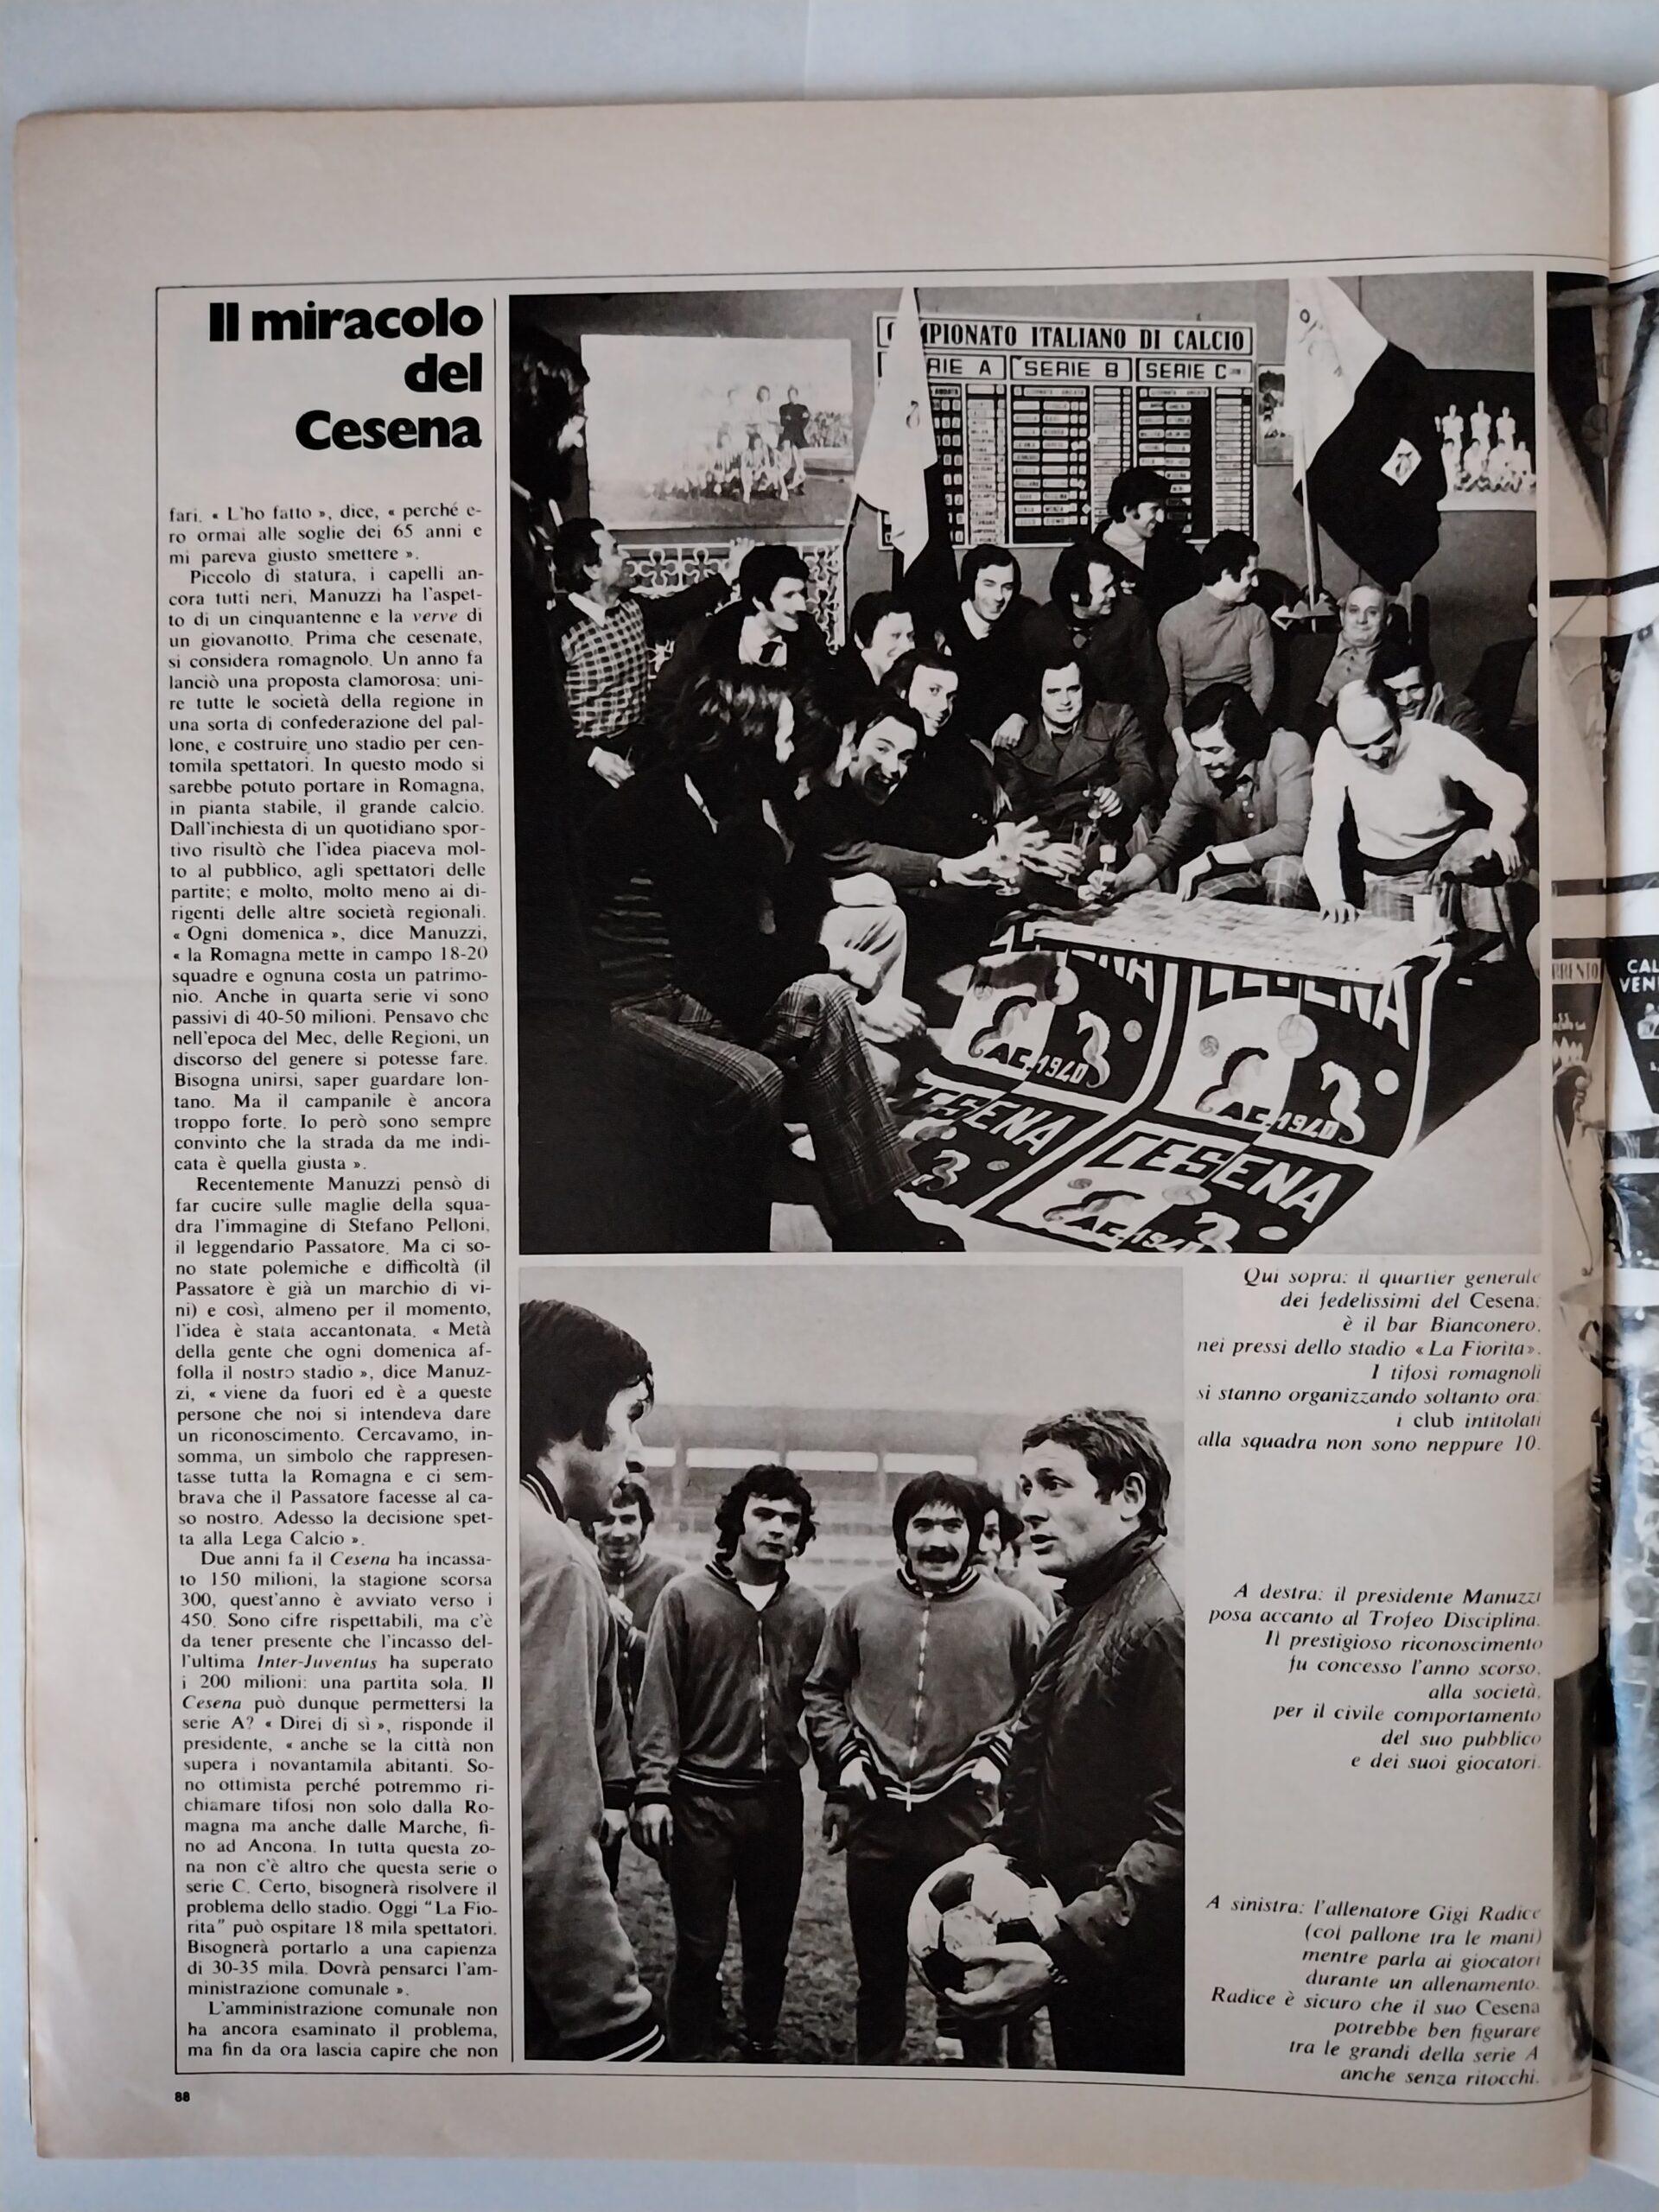 Il miracolo
del
Cesena
fari. « L'ho fatto », dice, « perché e-
ro ormai alle soglie dei 65 anni e
mi pareva giusto smettere ».
Piccolo di statura, i capelli an-
cora tutti neri, Manuzzi ha l'aspet-
to di un cinquantenne e la verve di
un giovanotto. Prima che cesenate,
si considera romagnolo. Un anno fa
lanciò una proposta clamorosa: uni-
re tutte le società della regione in
una sorta di confederazione del pal-
lone, e costruire uno stadio per cen-
tomila spettatori. In questo modo si
sarebbe potuto portare in Romagna,
in pianta stabile, il grande calcio.
Dall'inchiesta di un quotidiano spor-
tivo risultò che l'idea piaceva mol-
to al pubblico, agli spettatori delle
partite; e molto, molto meno ai di-
rigenti delle altre società regionali.
« Ogni domenica », dice Manuzzi,
« la Romagna mette in campo 18-20
squadre e ognuna costa un patrimo-
nio. Anche in quarta serie vi sono
passivi di 40-50 milioni. Pensavo che
nell'epoca del Mec, delle Regioni, un
discorso del genere si potesse fare.
Bisogna unirsi, saper guardare lon-
tano. Ma il campanile è ancora
troppo forte. Io però sono sempre
convinto che la strada da me indi-
cata è quella giusta ».
Recentemente Manuzzi pensò di
far cucire sulle maglie della squa-
dra l'immagine di Stefano Pelloni,
il leggendario Passatore. Ma ci so-
no state polemiche e difficoltà (il
Passatore è già un marchio di vi-
ni) e così, almeno per il momento,
l'idea è stata accantonata. « Metà
della gente che ogni domenica af-
folla il nostro stadio », dice Manuz-
zi, « viene da fuori ed è a queste
persone che noi si intendeva dare
un riconoscimento. Cercavamo, in-
somma, un simbolo che rappresen-
tasse tutta la Romagna e ci sem-
brava che il Passatore facesse al ca-
so nostro. Adesso la decisione spet-
ta alla Lega Calcio ».
Due anni fa il Cesena ha incassa-
to 150 milioni, la stagione scorsa
300, quest'anno è avviato verso i
450. Sono cifre rispettabili, ma c'è
da tener presente che l'incasso del-
l'ultima Inter-Juventus ha superato
i 200 milioni: una partita sola. Il
Cesena può dunque permettersi la
serie A? « Direi di sì », risponde il
presidente, « anche se la città non
supera i novantamila abitanti. So-
no ottimista perché potremmo ri-
chiamare tifosi non solo dalla Ro-
magna ma anche dalle Marche, fi-
no ad Ancona. In tutta questa zo-
na non c'è altro che questa serie o
serie C. Certo, bisognerà risolvere il
problema dello stadio. Oggi "La Fio-
rita" può ospitare 18 mila spettatori.
Bisognerà portarlo a una capienza
di 30-35 mila. Dovrà pensarci l'am-
ministrazione comunale ».
L'amministrazione comunale non
ha ancora esaminato il problema,
ma fin da ora lascia capire che non
88
PIONATO ITALIANO DI CALCIO
RIE A SERIE B SERIE C
CESENA
A.C. 1940
A.C. 1940
ESENA
CESENA
A.C. 1940
Qui sopra: il quartier generale
dei fedelissimi del Cesena:
è il bar Bianconero,
nei pressi dello stadio « La Fiorita ».
I tifosi romagnoli
si stanno organizzando soltanto ora:
i club intitolati
alla squadra non sono neppure 10.
A destra: il presidente Manuzzi
posa accanto al Trofeo Disciplina.
Il prestigioso riconoscimento
fu concesso l'anno scorso,
alla società,
per il civile comportamento
del suo pubblico
e dei suoi giocatori.
A sinistra: l'allenatore Gigi Radice
(col pallone tra le mani)
mentre parla ai giocatori
durante un allenamento.
Radice è sicuro che il suo Cesena
potrebbe ben figurare
tra le grandi della serie A
anche senza ritocchi.
CAL
VEN